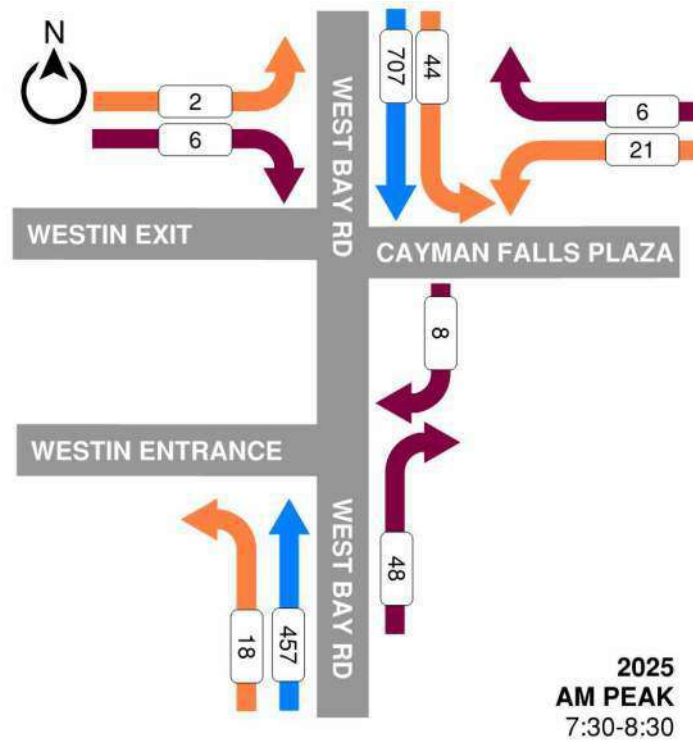 N
2
6
WEST BAY RD
707
44
6
21
WESTIN EXIT
CAYMAN FALLS PLAZA
8
WESTIN ENTRANCE
WEST BAY RD
18
457
48
2025
AM PEAK
7:30-8:30